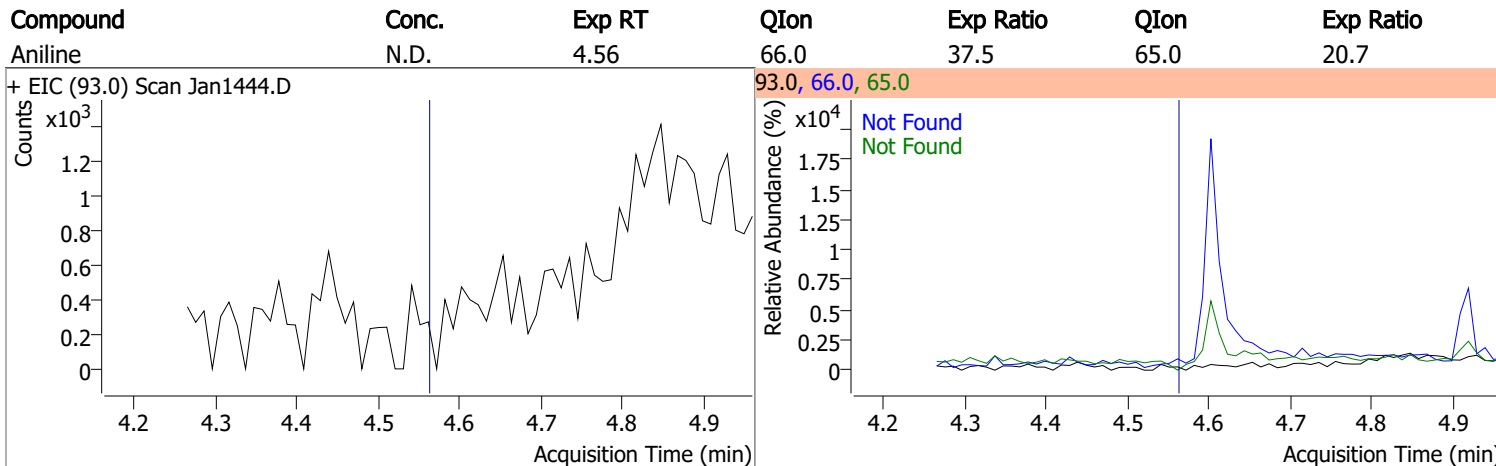 Compound Conc. Exp RT QIon Exp Ratio QIon Exp Ratio
Aniline N.D. 4.56 66.0 37.5 65.0 20.7
+ EIC (93.0) Scan Jan1444.D
Counts
x10³
1.2
1
0.8
0.6
0.4
0.2
0
4.2 4.3 4.4 4.5 4.6 4.7 4.8 4.9
Acquisition Time (min)
93.0, 66.0, 65.0
Relative Abundance (%)
x10⁴
Not Found
Not Found
1.75
1.5
1.25
1
0.75
0.5
0.25
0
4.2 4.3 4.4 4.5 4.6 4.7 4.8 4.9
Acquisition Time (min)